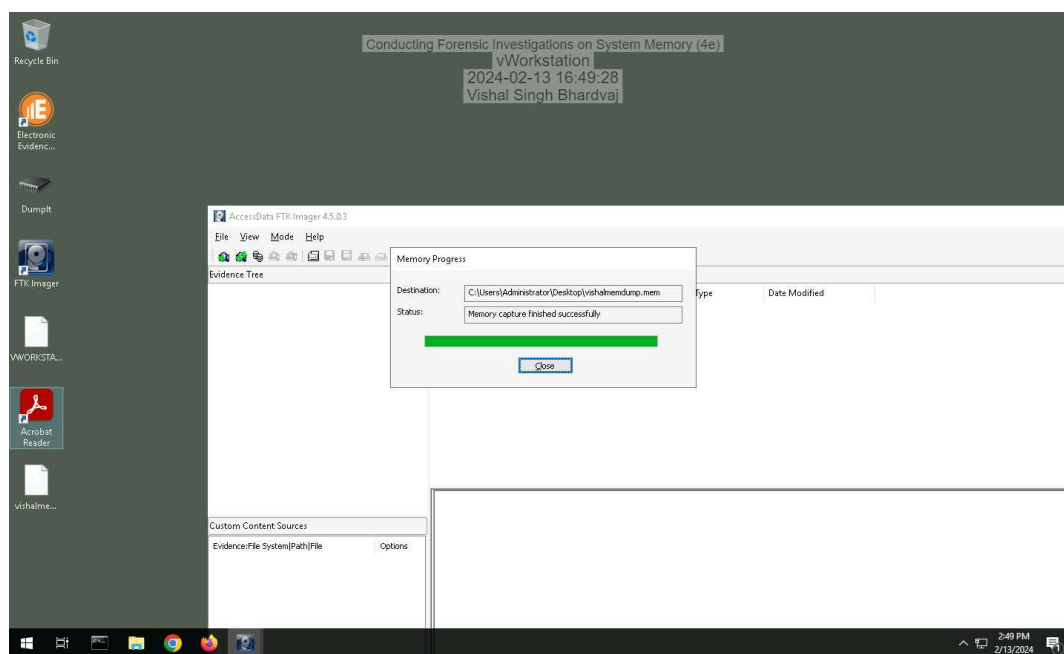 Conducting Forensic Investigations on System Memory (4e)
vWorkstation
2024-02-13 16:49:28
Vishal Singh Bhardvaj
Recycle Bin
Electronic
Evidenc...
DumpIt
FTK Imager
VWORKSTA...
Acrobat
Reader
vishalme...
AccessData FTK Imager 4.5.0.3
File View Mode Help
Evidence Tree
Memory Progress
Destination: C:\Users\Administrator\Desktop\vishalmemdump.mem
Status: Memory capture finished successfully
Close
Type Date Modified
Custom Content Sources
Evidence:File System|Path|File Options
2:49 PM
2/13/2024